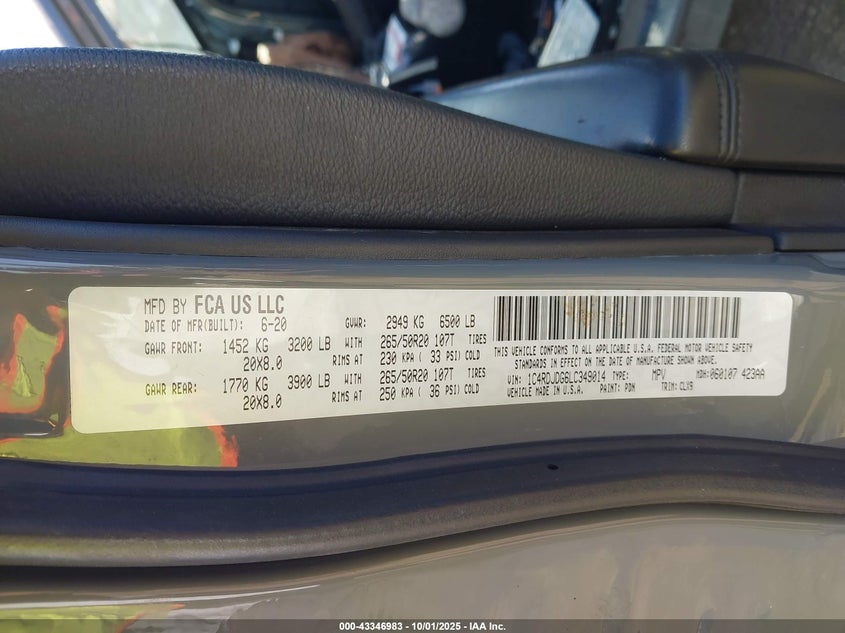 MFD BY FCA US LLC
DATE OF MFR(BUILT): 6-20 GVWR: 2949 KG 6500 LB
GAWR FRONT: 1452 KG 3200 LB WITH 265/50R20 107T TIRES
20X8.0 RIMS AT 230 KPA ( 33 PSI) COLD
GAWR REAR: 1770 KG 3900 LB WITH 265/50R20 107T TIRES
20X8.0 RIMS AT 250 KPA ( 36 PSI) COLD
THIS VEHICLE CONFORMS TO ALL APPLICABLE U.S.A. FEDERAL MOTOR VEHICLE SAFETY
STANDARDS IN EFFECT ON THE DATE OF MANUFACTURE SHOWN ABOVE.
VIN: 1C4RDJDG6LC349014 TYPE: MPV MDH: 060107 423AA
VEHICLE MADE IN U.S.A. PAINT: PDN TRIM: CLX9
000-43346983 - 10/01/2025 - IAA Inc.